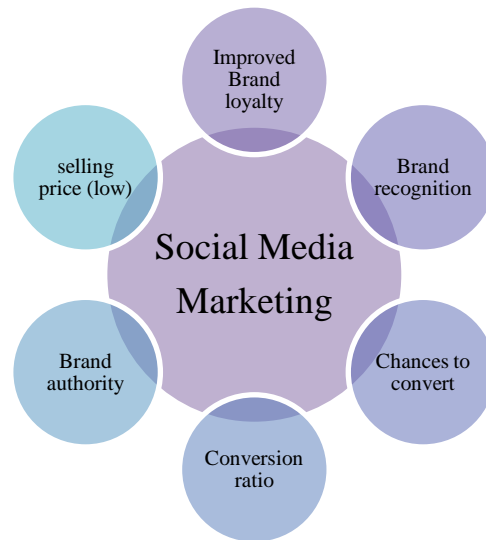 Improved
Brand
loyalty
selling
price (low)
Brand
recognition
Social Media
Marketing
Brand
authority
Chances to
convert
Conversion
ratio